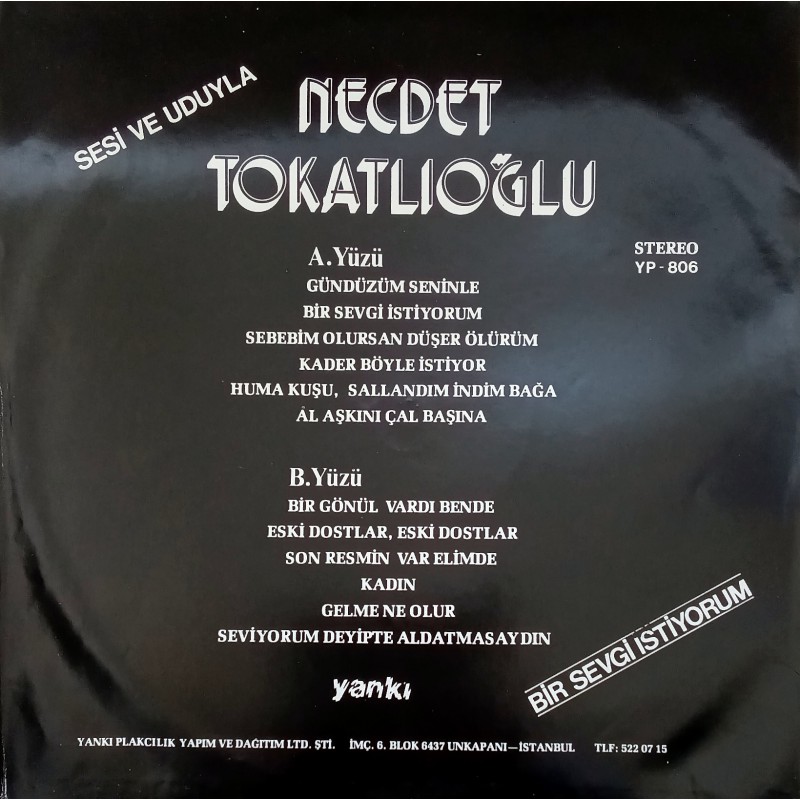 SESİ VE UDUYLA
NECDET
TOKATLIOĞLU
STEREO
YP - 806
A.Yüzü
GÜNDÜZÜM SENİNLE
BİR SEVGİ İSTİYORUM
SEBEBİM OLURSAN DÜŞER ÖLÜRÜM
KADER BÖYLE İSTİYOR
HUMA KUŞU, SALLANDIM İNDİM BAĞA
AL AŞKINI ÇAL BAŞINA
B.Yüzü
BİR GÖNÜL VARDI BENDE
ESKİ DOSTLAR, ESKİ DOSTLAR
SON RESMİN VAR ELİMDE
KADIN
GELME NE OLUR
SEVİYORUM DEYİPTE ALDATMASAYDIN
BİR SEVGİ İSTİYORUM
yankı
YANKI PLAKCILIK YAPIM VE DAĞITIM LTD. ŞTİ. İMÇ. 6. BLOK 6437 UNKAPANI—İSTANBUL TLF: 522 07 15